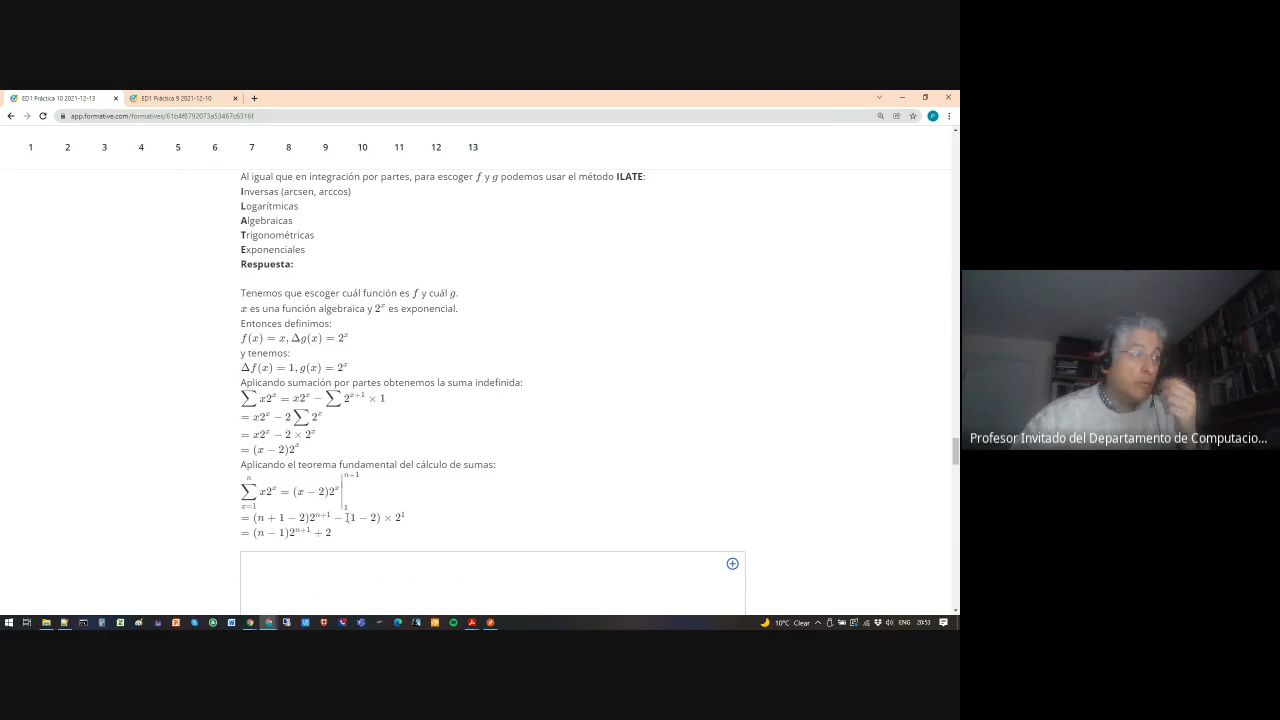 ED1 Práctica 10 2021-12-13
ED1 Práctica 9 2021-12-10
app.formative.com/formatives/61b4f8792073a53467c6316f
P
1 2 3 4 5 6 7 8 9 10 11 12 13
Al igual que en integración por partes, para escoger f y g podemos usar el método ILATE:
Inversas (arcsen, arccos)
Logarítmicas
Algebraicas
Trigonométricas
Exponenciales
Respuesta:
Tenemos que escoger cuál función es f y cuál g.
x es una función algebraica y 2^x es exponencial.
Entonces definimos:
f(x) = x, Δg(x) = 2^x
y tenemos:
Δf(x) = 1, g(x) = 2^x
Aplicando sumación por partes obtenemos la suma indefinida:
∑ x2^x = x2^x − ∑ 2^{x+1} × 1
= x2^x − 2 ∑ 2^x
= x2^x − 2 × 2^x
= (x − 2)2^x
Aplicando el teorema fundamental del cálculo de sumas:
∑_{x=1}^{n} x2^x = (x − 2)2^x |_1^{n+1}
= (n + 1 − 2)2^{n+1} − (1 − 2) × 2^1
= (n − 1)2^{n+1} + 2
Profesor Invitado del Departamento de Computacio...
10°C Clear
ENG
20:53